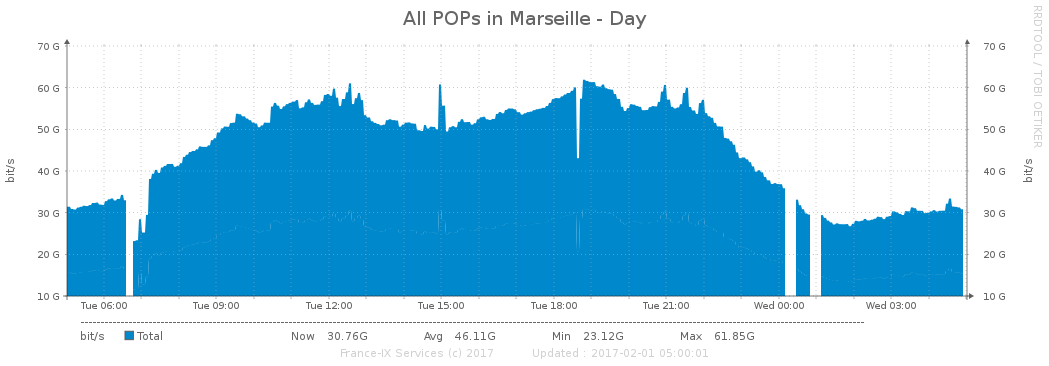 All POPs in Marseille - Day
RRDTOOL / TOBI OETIKER
70 G 70 G
60 G 60 G
50 G 50 G
40 G 40 G
30 G 30 G
20 G 20 G
10 G 10 G
bit/s bit/s
Tue 06:00 Tue 09:00 Tue 12:00 Tue 15:00 Tue 18:00 Tue 21:00 Wed 00:00 Wed 03:00
bit/s Total Now 30.76G Avg 46.11G Min 23.12G Max 61.85G
France-IX Services (c) 2017 Updated : 2017-02-01 05:00:01